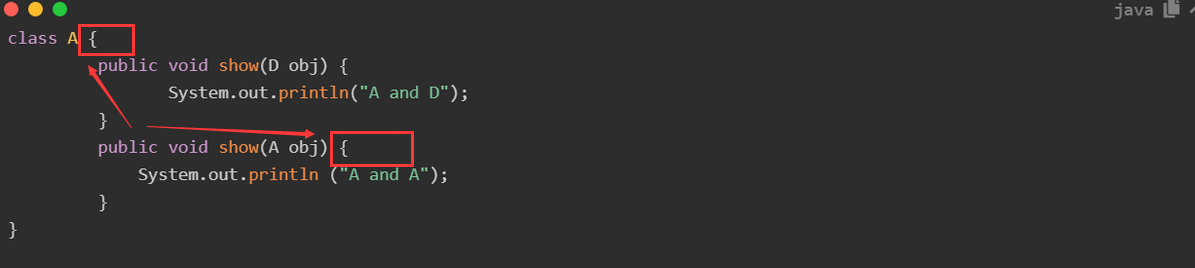 java
class A {
public void show(D obj) {
System.out.println("A and D");
}
public void show(A obj) {
System.out.println ("A and A");
}
}